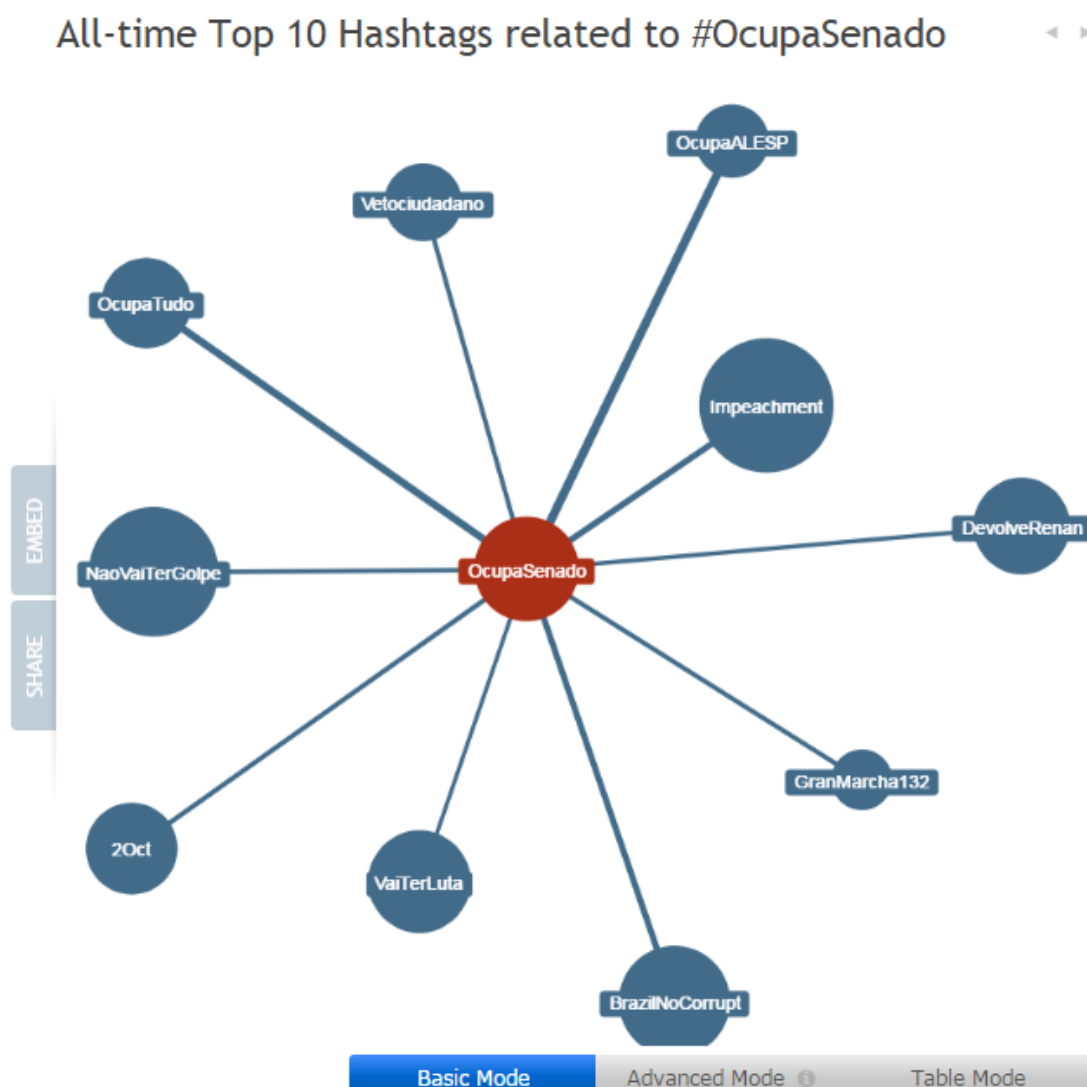 All-time Top 10 Hashtags related to #OcupaSenado
OcupaALESP
Vetociudadano
OcupaTudo
Impeachment
DevolveRenan
EMBED
OcupaSenado
NaoVaiTerGolpe
SHARE
GranMarcha132
2Oct
VaiTerLuta
BrazilNoCorrupt
Basic Mode
Advanced Mode
Table Mode